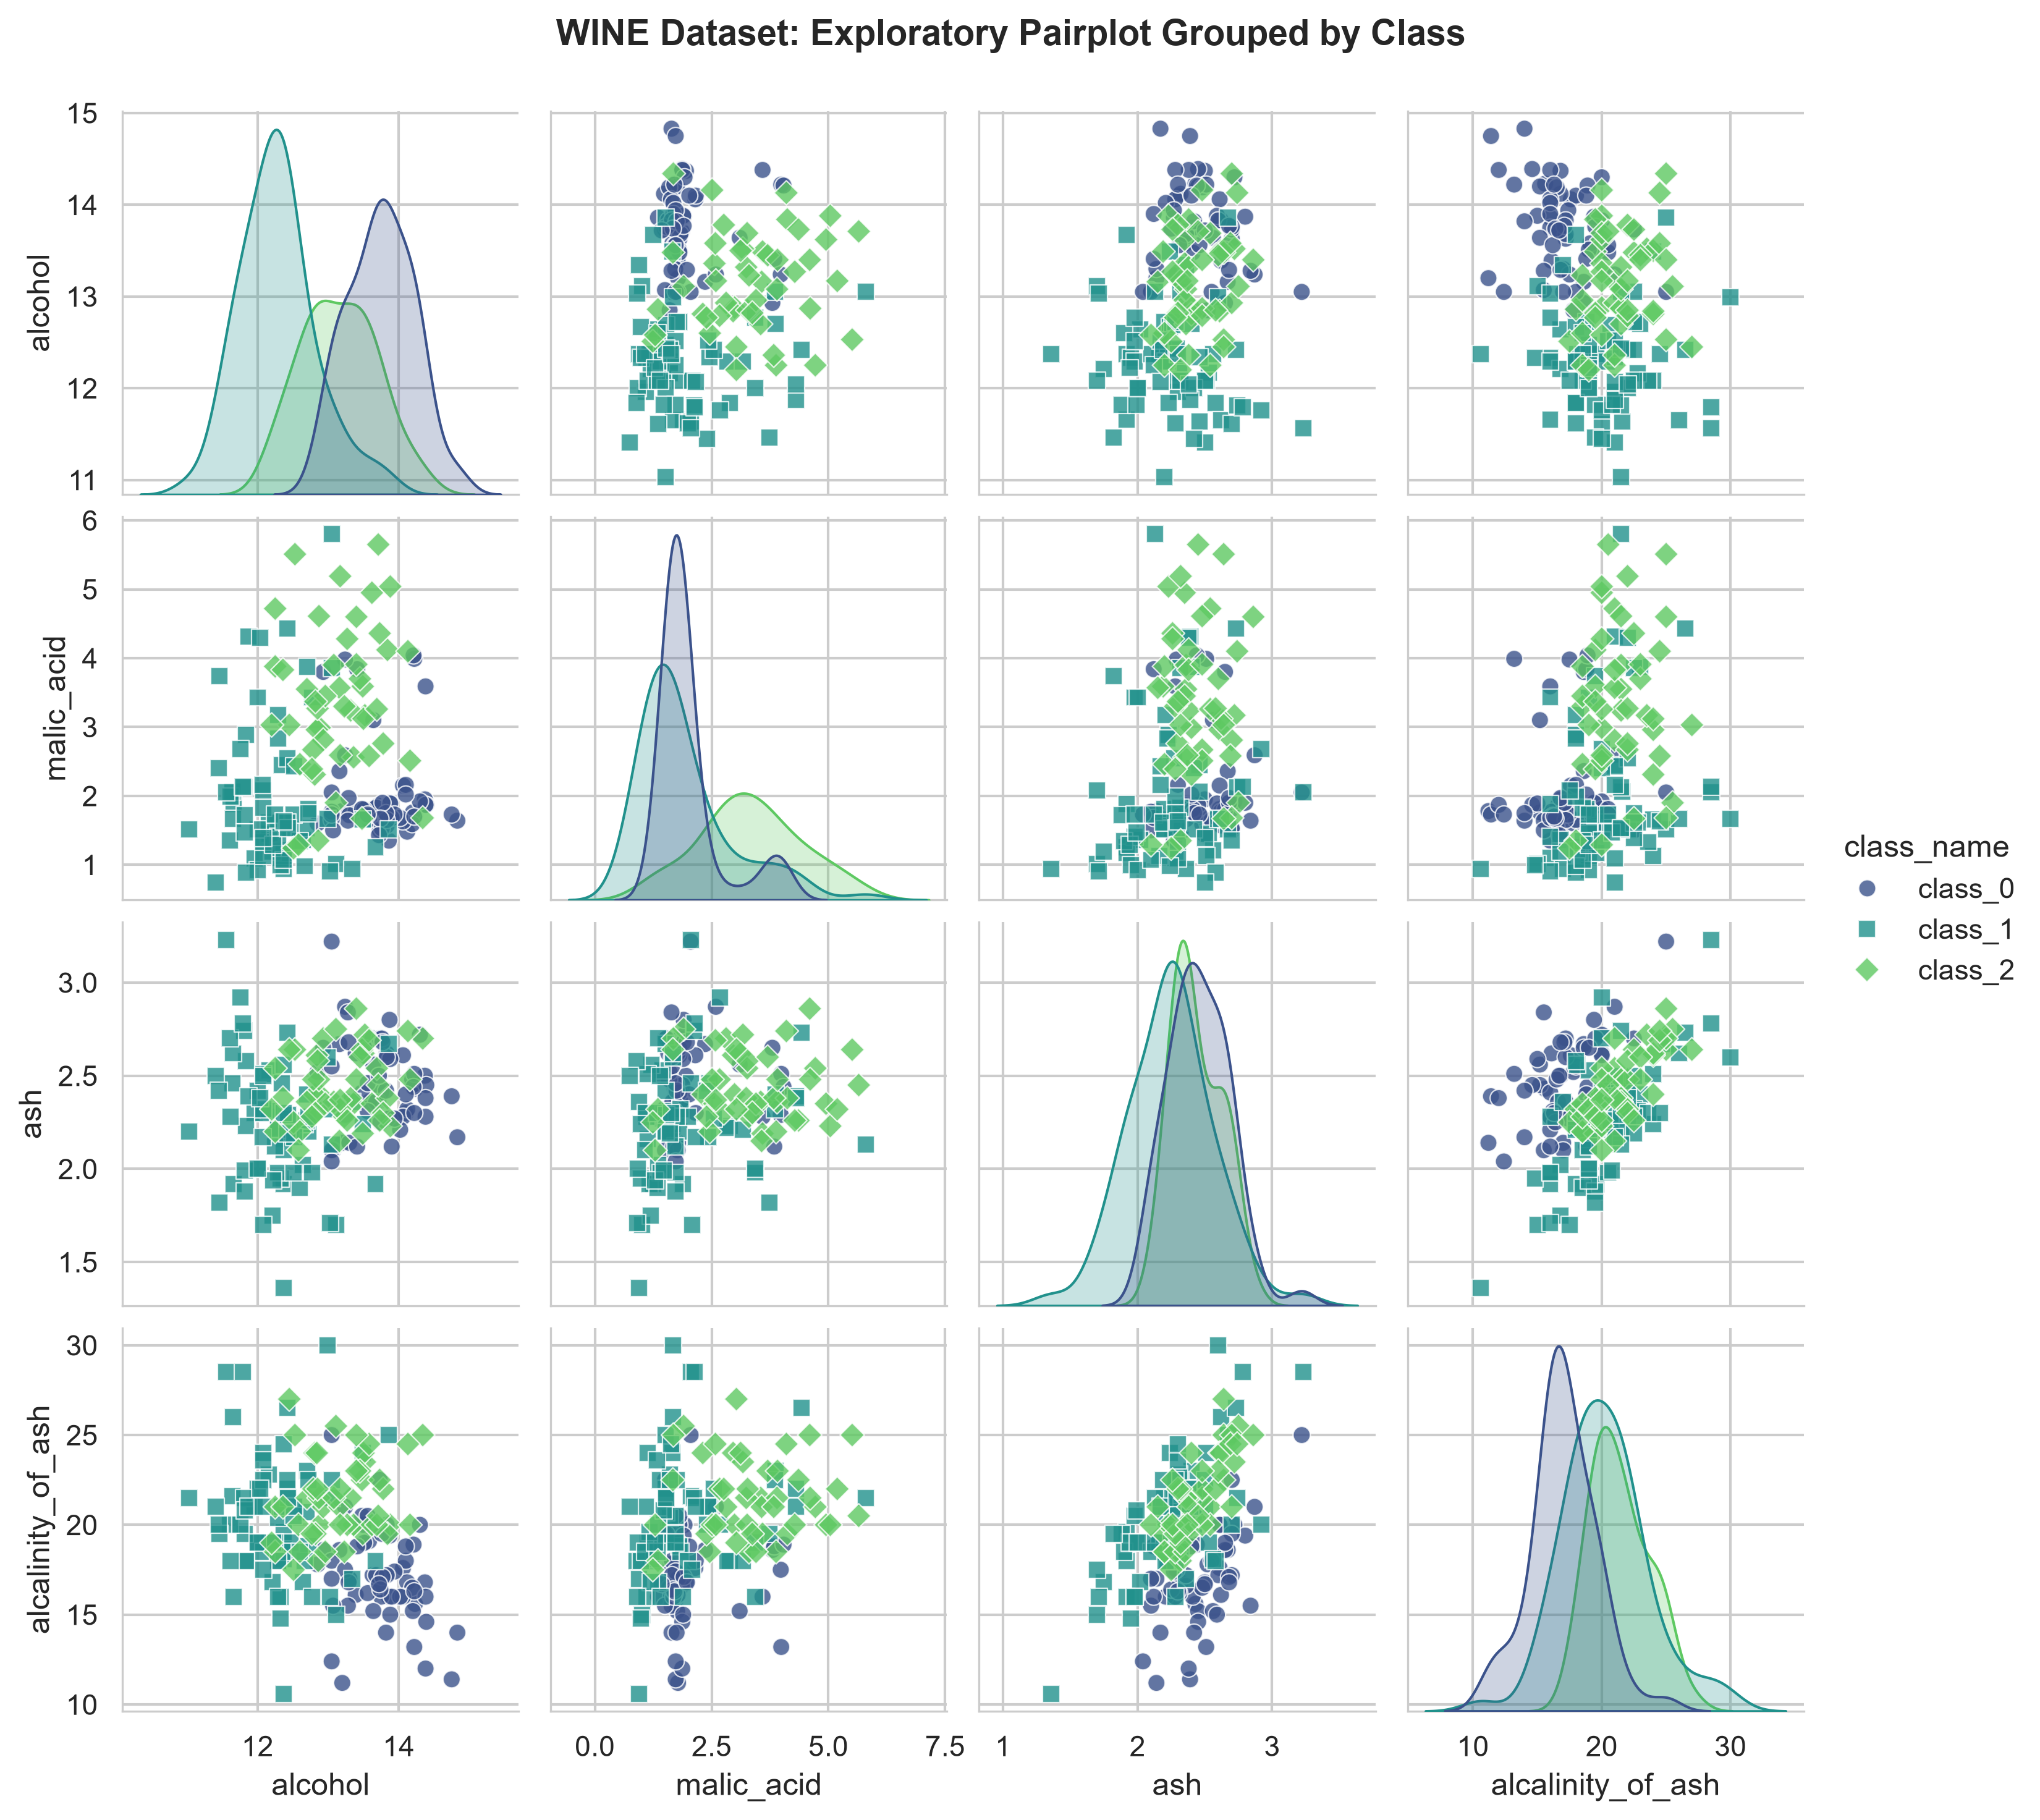 WINE Dataset: Exploratory Pairplot Grouped by Class
15
14
13
12
11
alcohol
6
5
4
3
2
1
malic_acid
3.0
2.5
2.0
1.5
ash
30
25
20
15
10
alcalinity_of_ash
12 14
0.0 2.5 5.0 7.5
1 2 3
10 20 30
alcohol
malic_acid
ash
alcalinity_of_ash
class_name
class_0
class_1
class_2